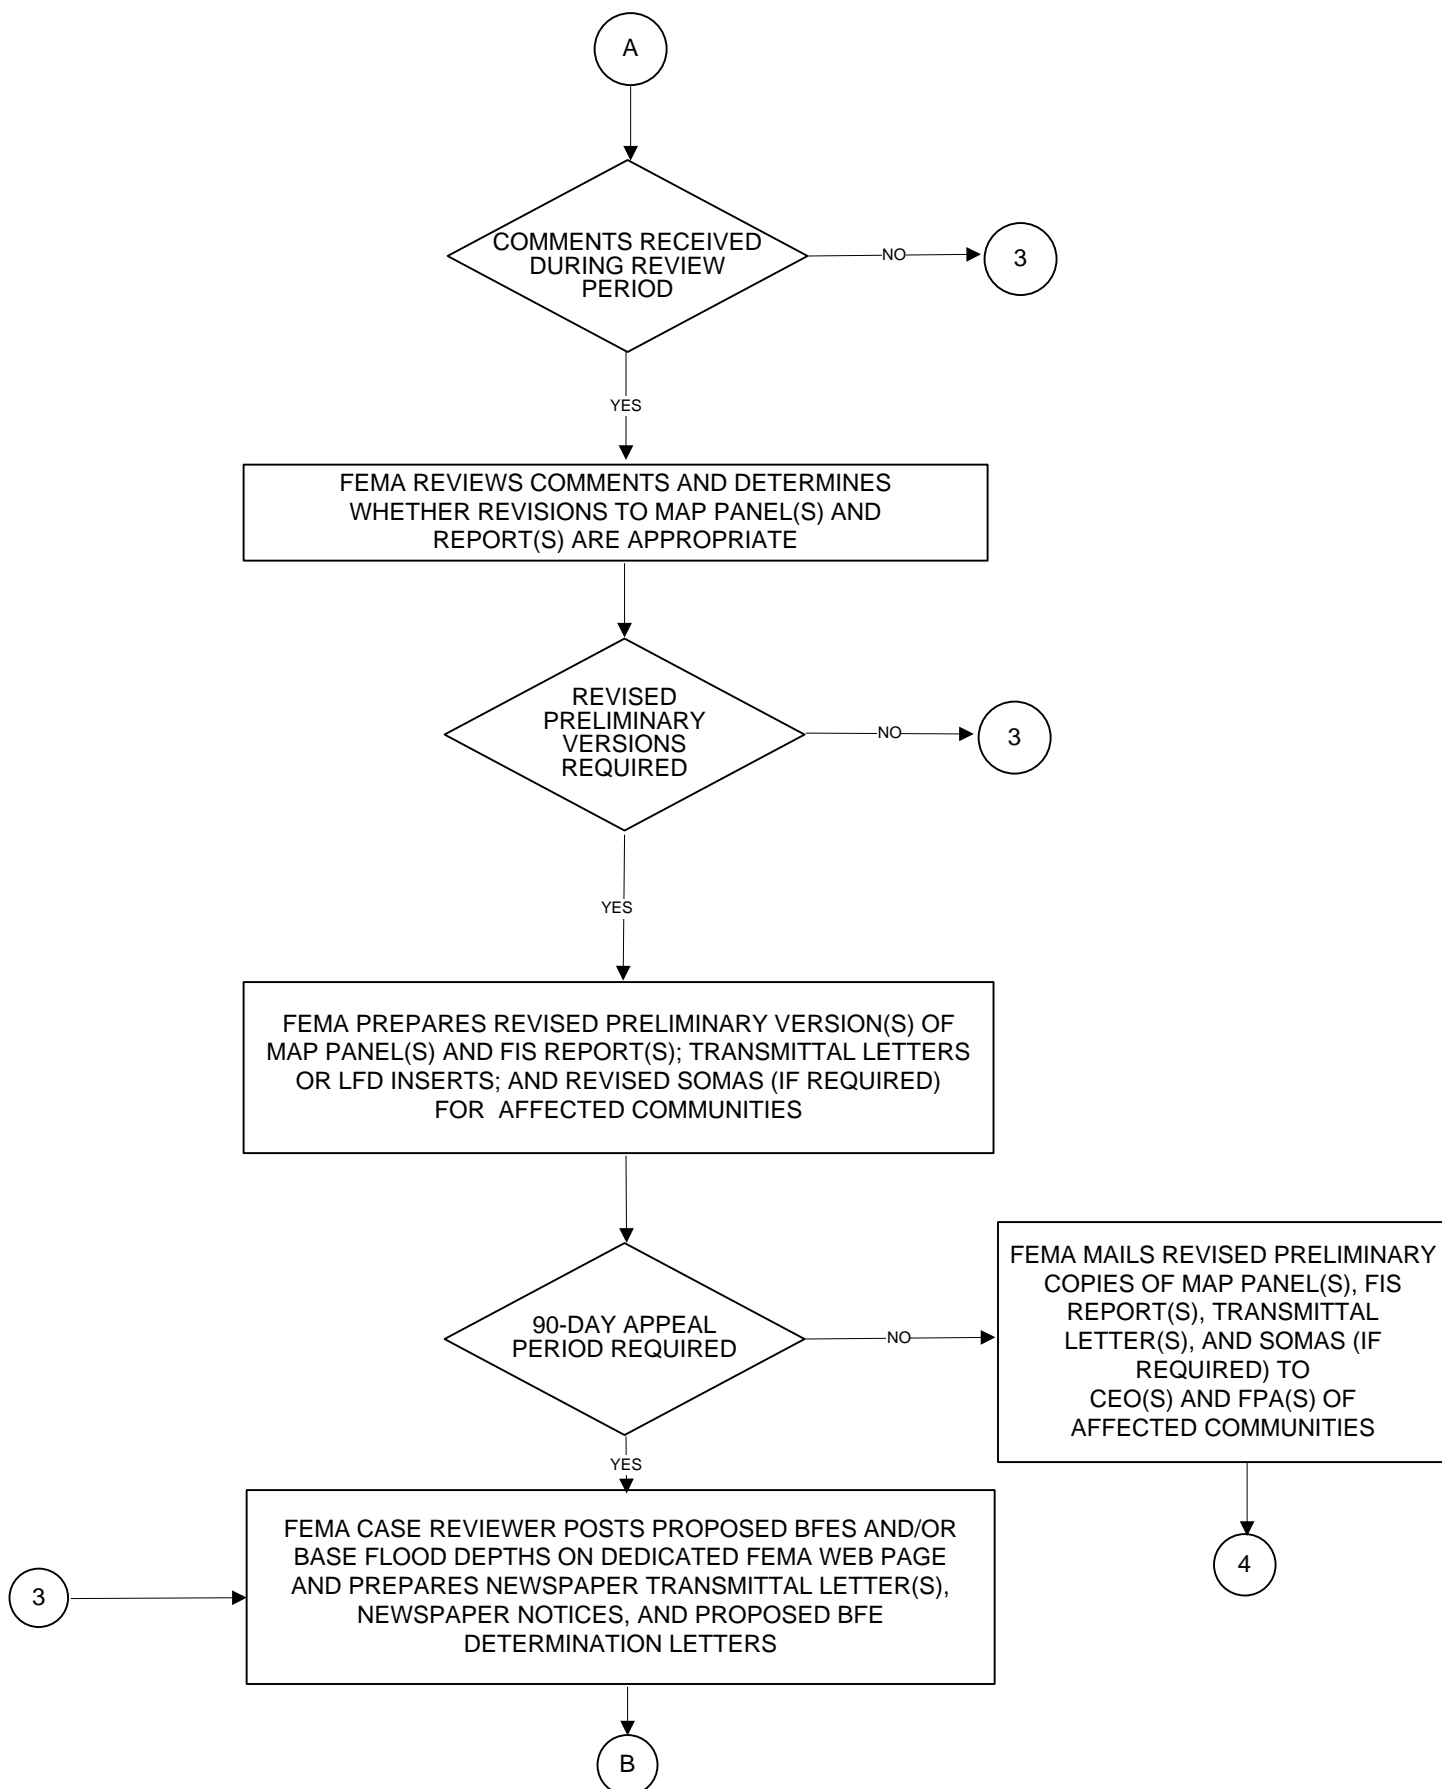 A
COMMENTS RECEIVED
DURING REVIEW
PERIOD
NO
3
YES
FEMA REVIEWS COMMENTS AND DETERMINES
WHETHER REVISIONS TO MAP PANEL(S) AND
REPORT(S) ARE APPROPRIATE
REVISED
PRELIMINARY
VERSIONS
REQUIRED
NO
3
YES
FEMA PREPARES REVISED PRELIMINARY VERSION(S) OF
MAP PANEL(S) AND FIS REPORT(S); TRANSMITTAL LETTERS
OR LFD INSERTS; AND REVISED SOMAS (IF REQUIRED)
FOR AFFECTED COMMUNITIES
90-DAY APPEAL
PERIOD REQUIRED
NO
FEMA MAILS REVISED PRELIMINARY
COPIES OF MAP PANEL(S), FIS
REPORT(S), TRANSMITTAL
LETTER(S), AND SOMAS (IF
REQUIRED) TO
CEO(S) AND FPA(S) OF
AFFECTED COMMUNITIES
YES
4
3
FEMA CASE REVIEWER POSTS PROPOSED BFES AND/OR
BASE FLOOD DEPTHS ON DEDICATED FEMA WEB PAGE
AND PREPARES NEWSPAPER TRANSMITTAL LETTER(S),
NEWSPAPER NOTICES, AND PROPOSED BFE
DETERMINATION LETTERS
B